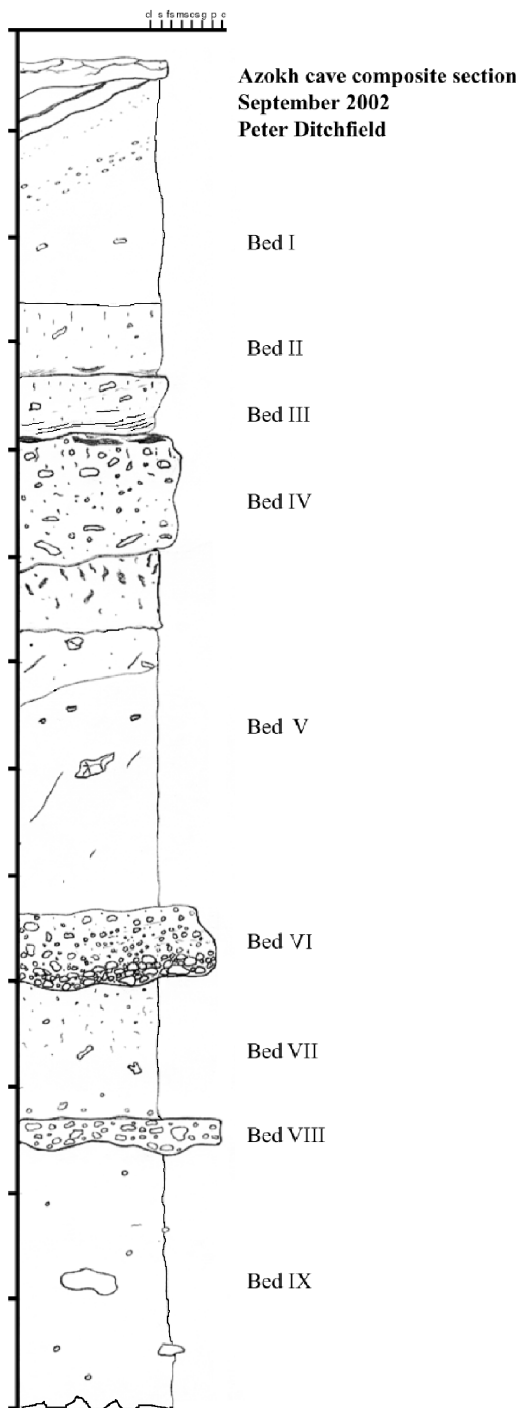 cl s fs ms cs g p c
Azokh cave composite section
September 2002
Peter Ditchfield
Bed I
Bed II
Bed III
Bed IV
Bed V
Bed VI
Bed VII
Bed VIII
Bed IX